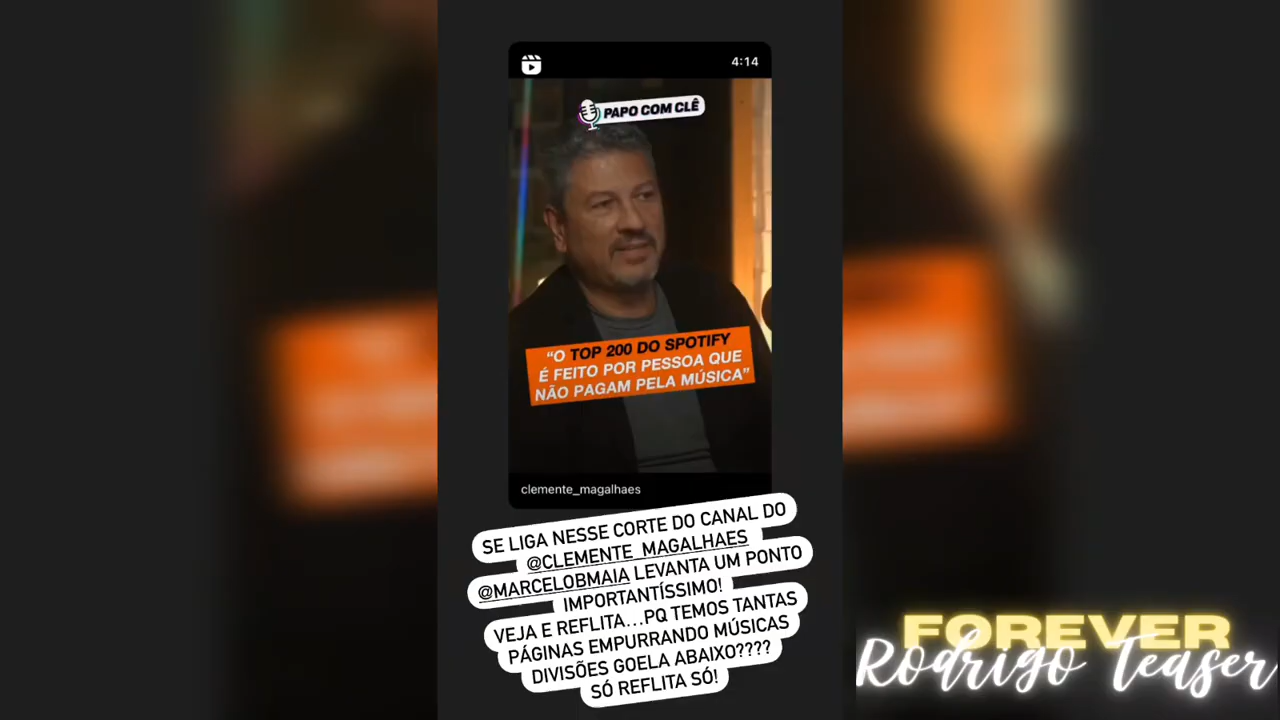 4:14
PAPO COM CLÊ
“O TOP 200 DO SPOTIFY
É FEITO POR PESSOA QUE
NÃO PAGAM PELA MÚSICA”
clemente_magalhaes
SE LIGA NESSE CORTE DO CANAL DO
@CLEMENTE_MAGALHAES
@MARCELOBMAIA LEVANTA UM PONTO
IMPORTANTÍSSIMO!
VEJA E REFLITA...PQ TEMOS TANTAS
PÁGINAS EMPURRANDO MÚSICAS
DIVISÕES GOELA ABAIXO????
SÓ REFLITA SÓ!
FOREVER
Rodrigo Teaser